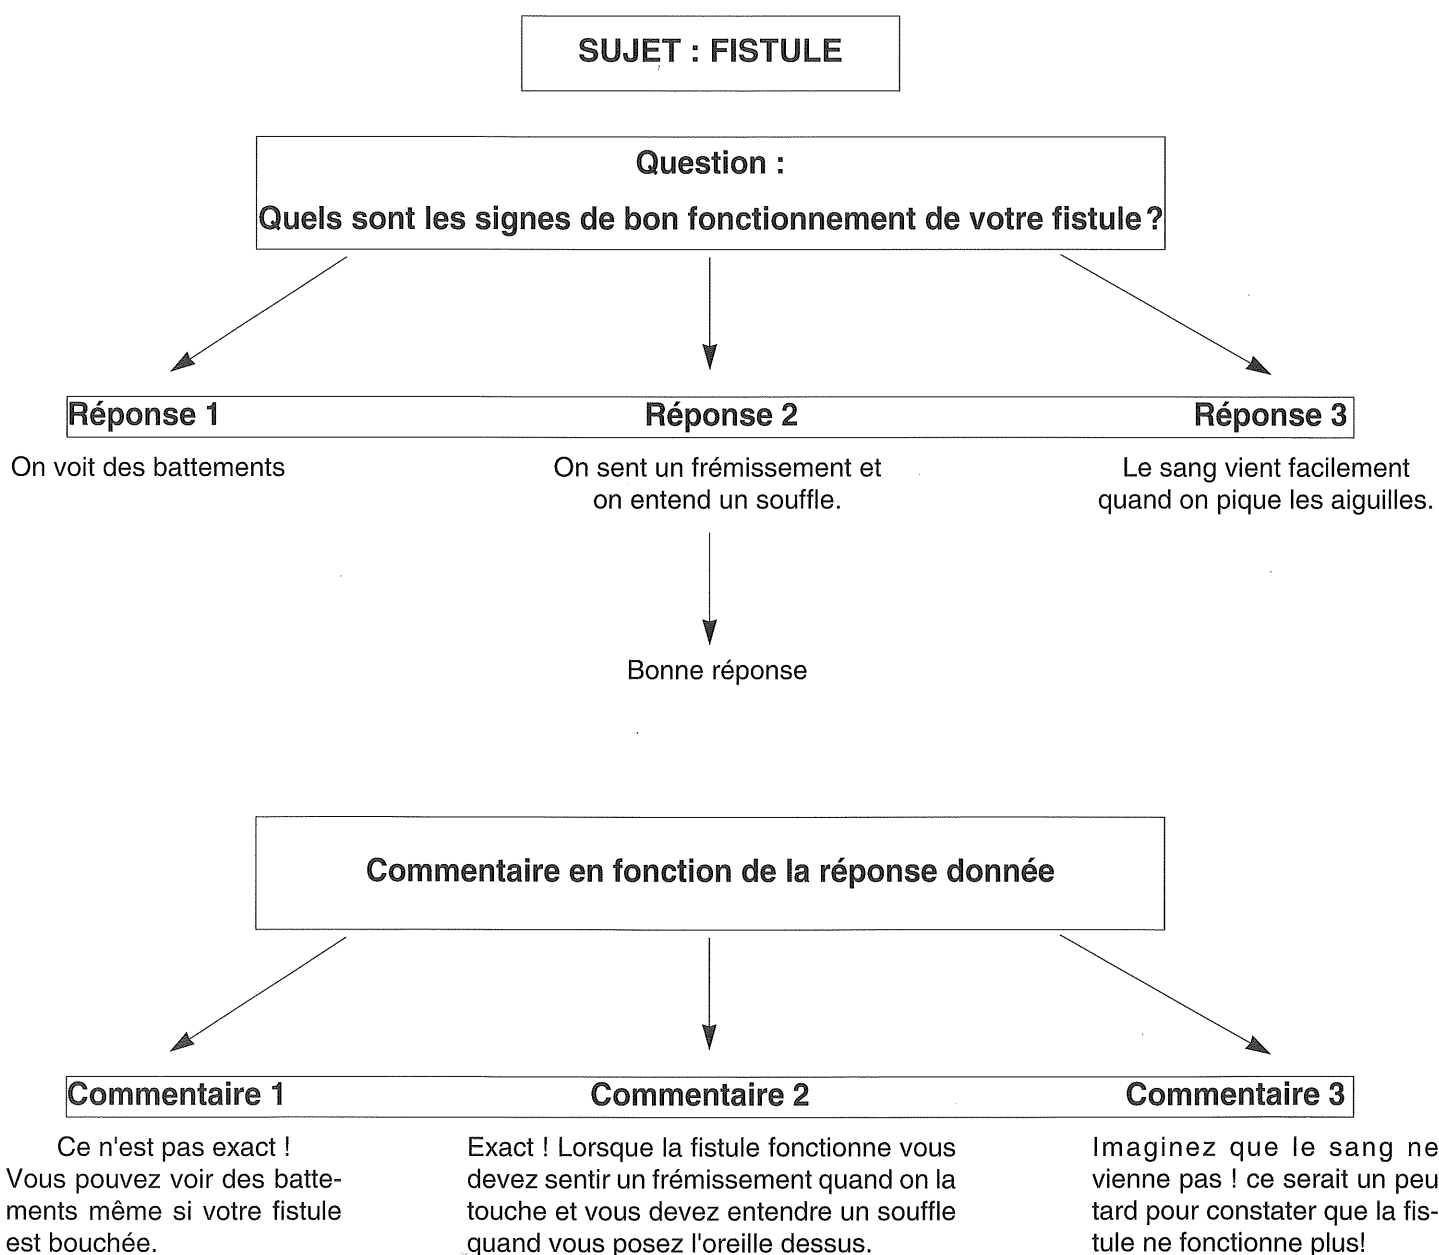 SUJET : FISTULE
Question :
Quels sont les signes de bon fonctionnement de votre fistule ?
Réponse 1
Réponse 2
Réponse 3
On voit des battements
On sent un frémissement et
on entend un souffle.
Le sang vient facilement
quand on pique les aiguilles.
Bonne réponse
Commentaire en fonction de la réponse donnée
Commentaire 1
Commentaire 2
Commentaire 3
Ce n'est pas exact !
Vous pouvez voir des batte-
ments même si votre fistule
est bouchée.
Exact ! Lorsque la fistule fonctionne vous
devez sentir un frémissement quand on la
touche et vous devez entendre un souffle
quand vous posez l'oreille dessus.
Imaginez que le sang ne
vienne pas ! ce serait un peu
tard pour constater que la fis-
tule ne fonctionne plus!